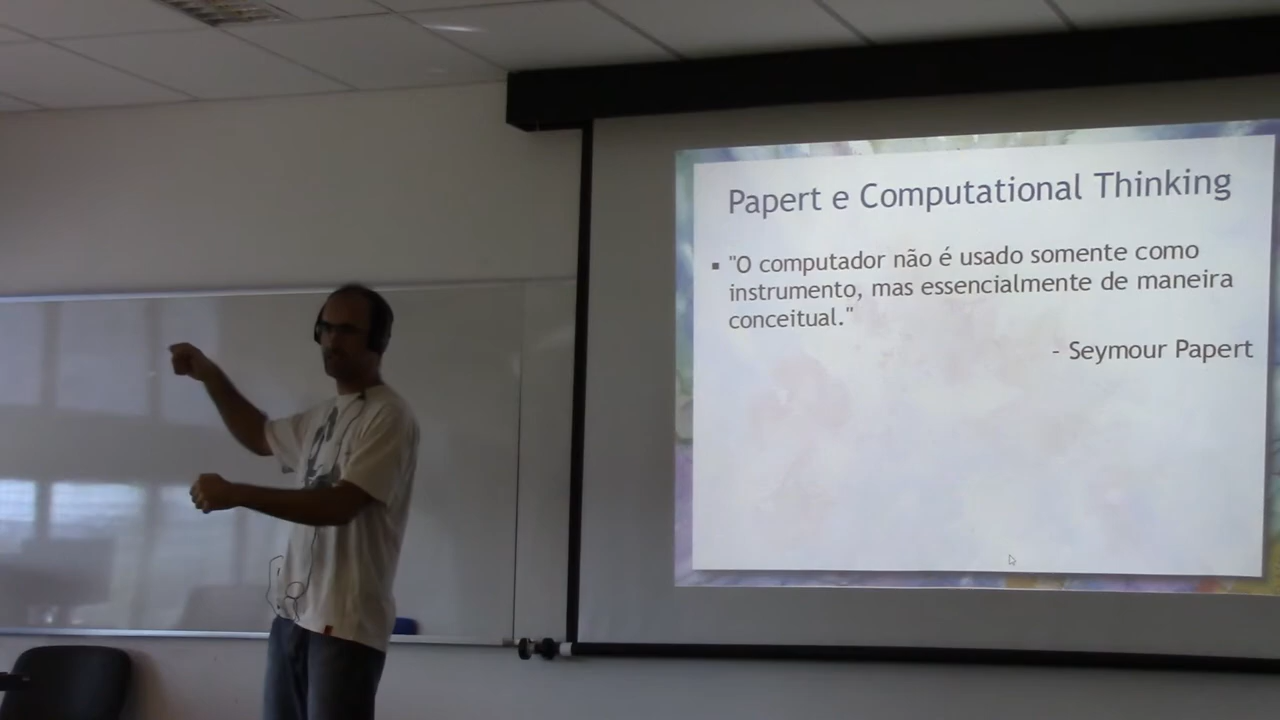 Papert e Computational Thinking
"O computador não é usado somente como
instrumento, mas essencialmente de maneira
conceitual."
- Seymour Papert